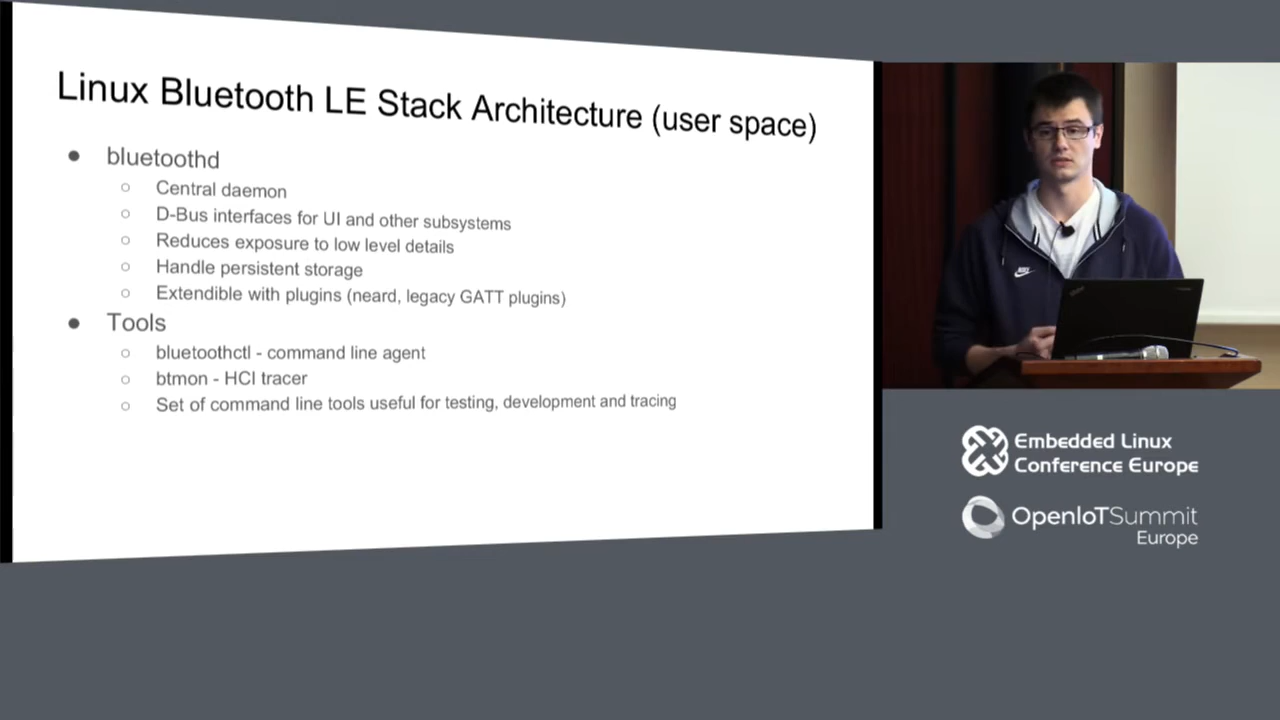 Linux Bluetooth LE Stack Architecture (user space)
bluetoothd
Central daemon
D-Bus interfaces for UI and other subsystems
Reduces exposure to low level details
Handle persistent storage
Extendible with plugins (neard, legacy GATT plugins)
Tools
bluetoothctl - command line agent
btmon - HCI tracer
Set of command line tools useful for testing, development and tracing
Embedded Linux
Conference Europe
OpenIoTSummit
Europe